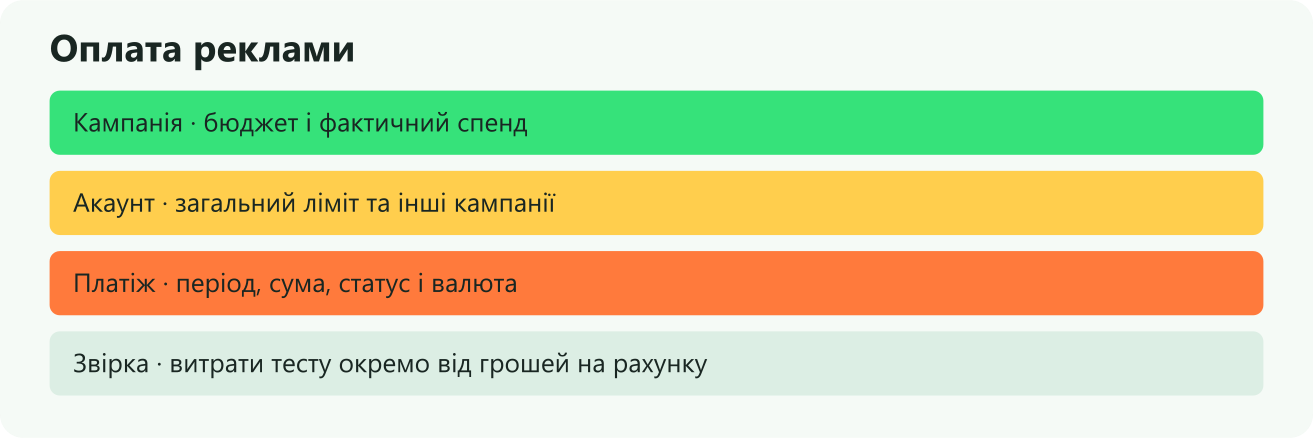 Оплата реклами
Кампанія · бюджет і фактичний спенд
Акаунт · загальний ліміт та інші кампанії
Платіж · період, сума, статус і валюта
Звірка · витрати тесту окремо від грошей на рахунку